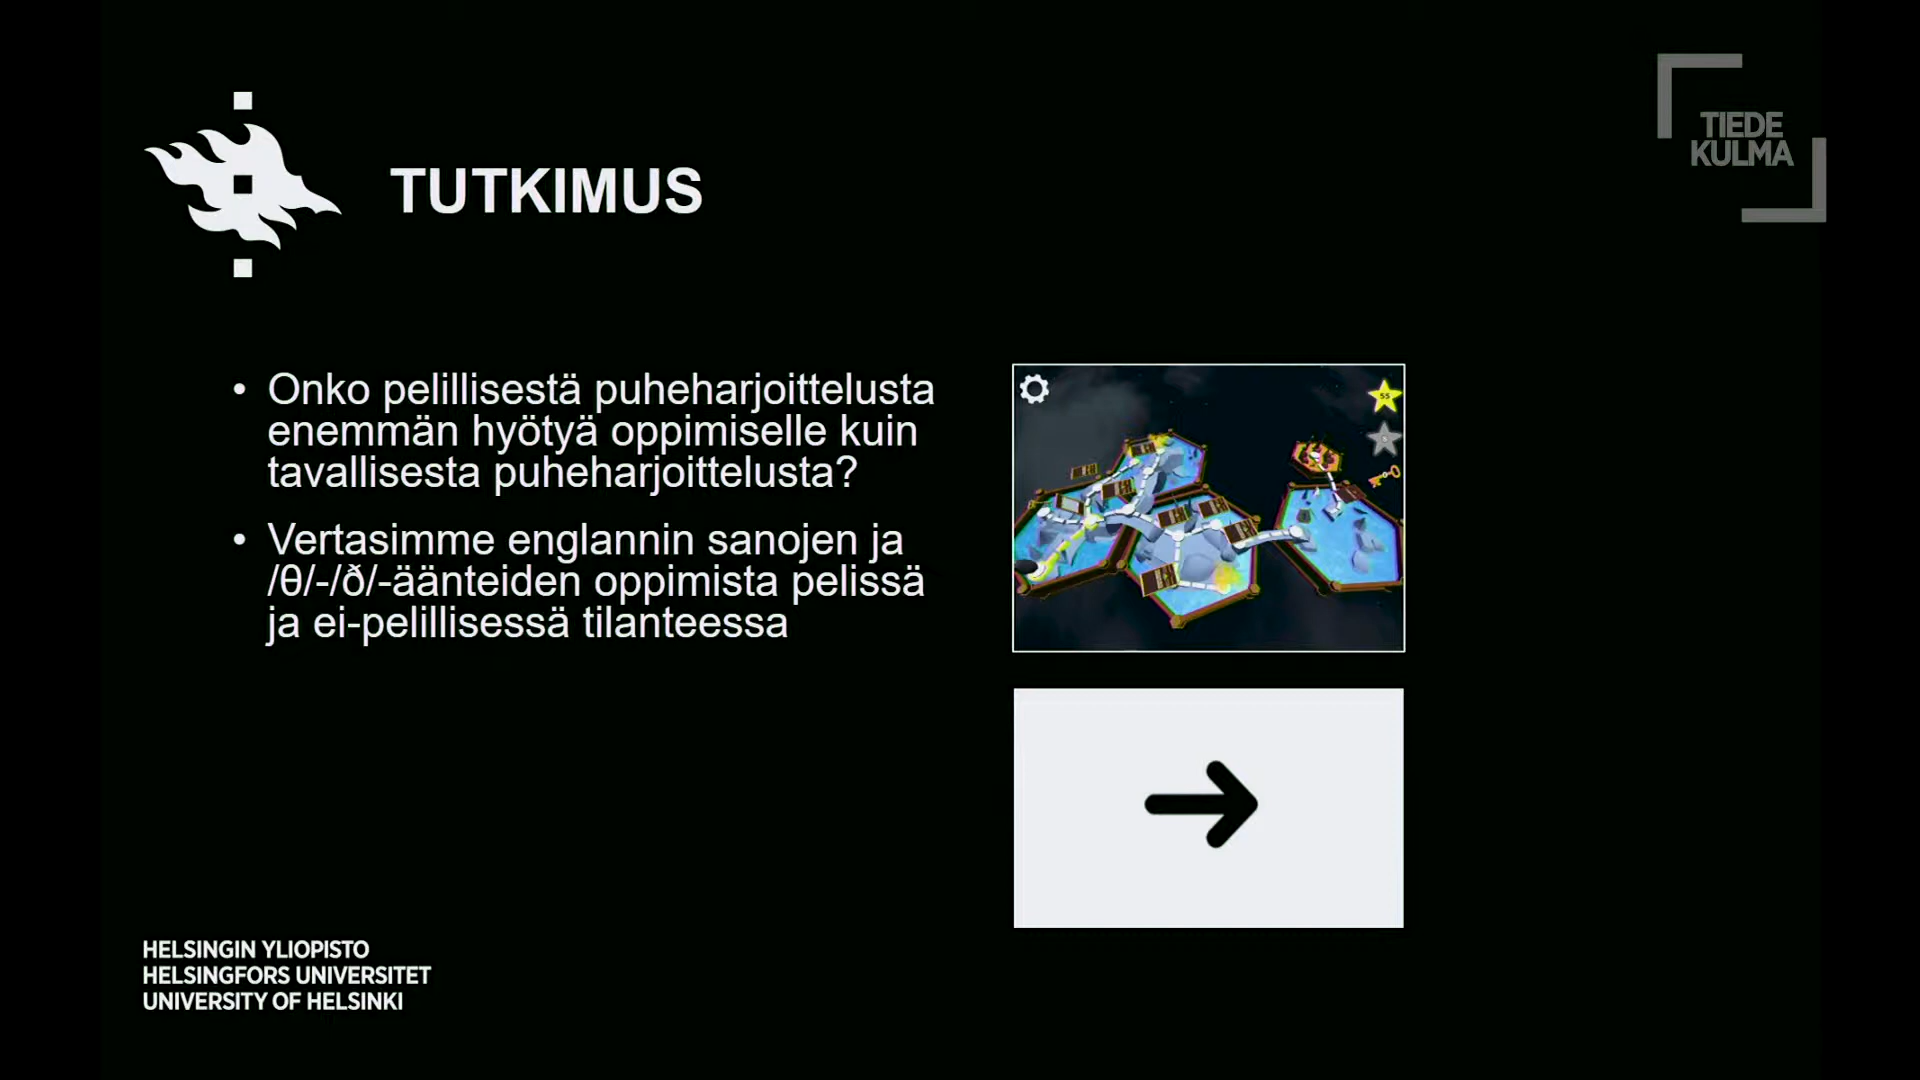 TIEDE
KULMA
TUTKIMUS
• Onko pelillisestä puheharjoittelusta
enemmän hyötyä oppimiselle kuin
tavallisesta puheharjoittelusta?
• Vertasimme englannin sanojen ja
/θ/-/ð/-äänteiden oppimista pelissä
ja ei-pelillisessä tilanteessa
55
HELSINGIN YLIOPISTO
HELSINGFORS UNIVERSITET
UNIVERSITY OF HELSINKI